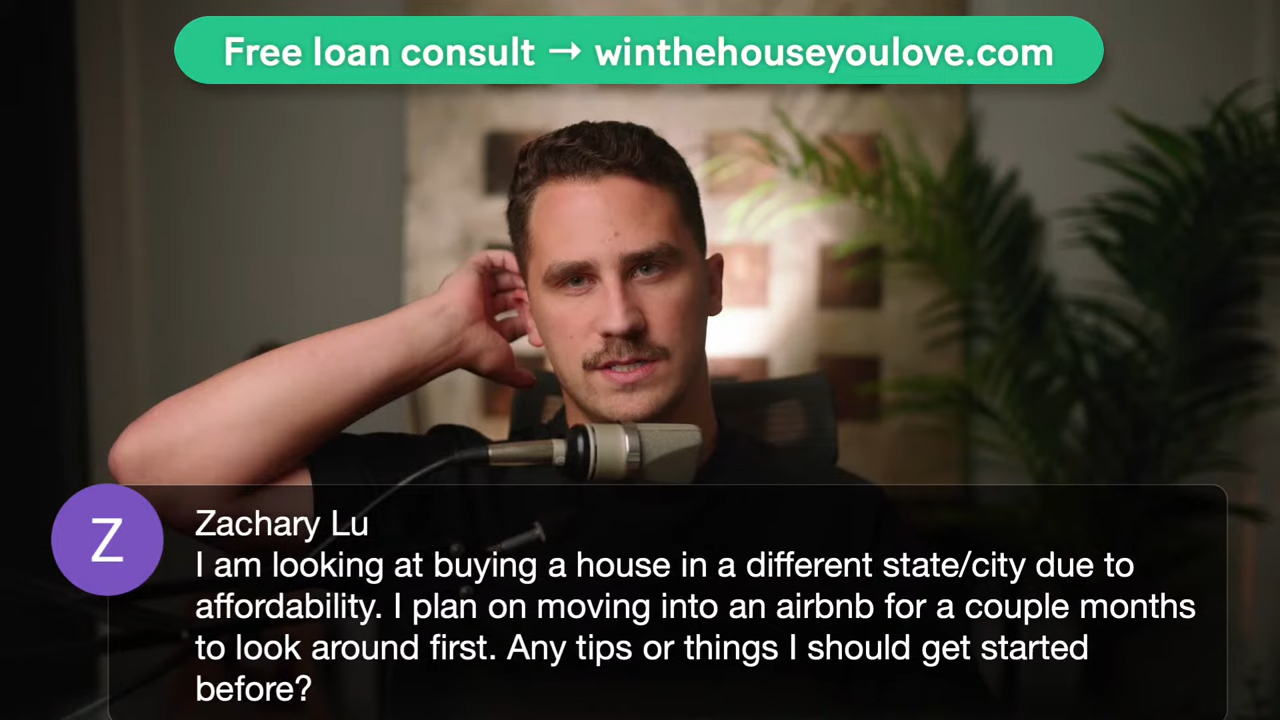 Free loan consult → winthehouseyoulove.com
Z
Zachary Lu
I am looking at buying a house in a different state/city due to
affordability. I plan on moving into an airbnb for a couple months
to look around first. Any tips or things I should get started
before?